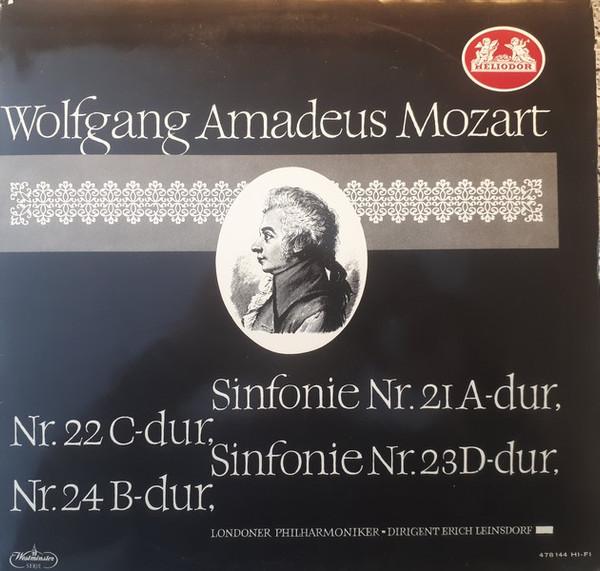 HELIODOR
Wolfgang Amadeus Mozart
Sinfonie Nr. 21 A-dur,
Nr. 22 C-dur,
Sinfonie Nr. 23 D-dur,
Nr. 24 B-dur,
LONDONER PHILHARMONIKER - DIRIGENT ERICH LEINSDORF
Westminster
SERIE
478144 HI-FI